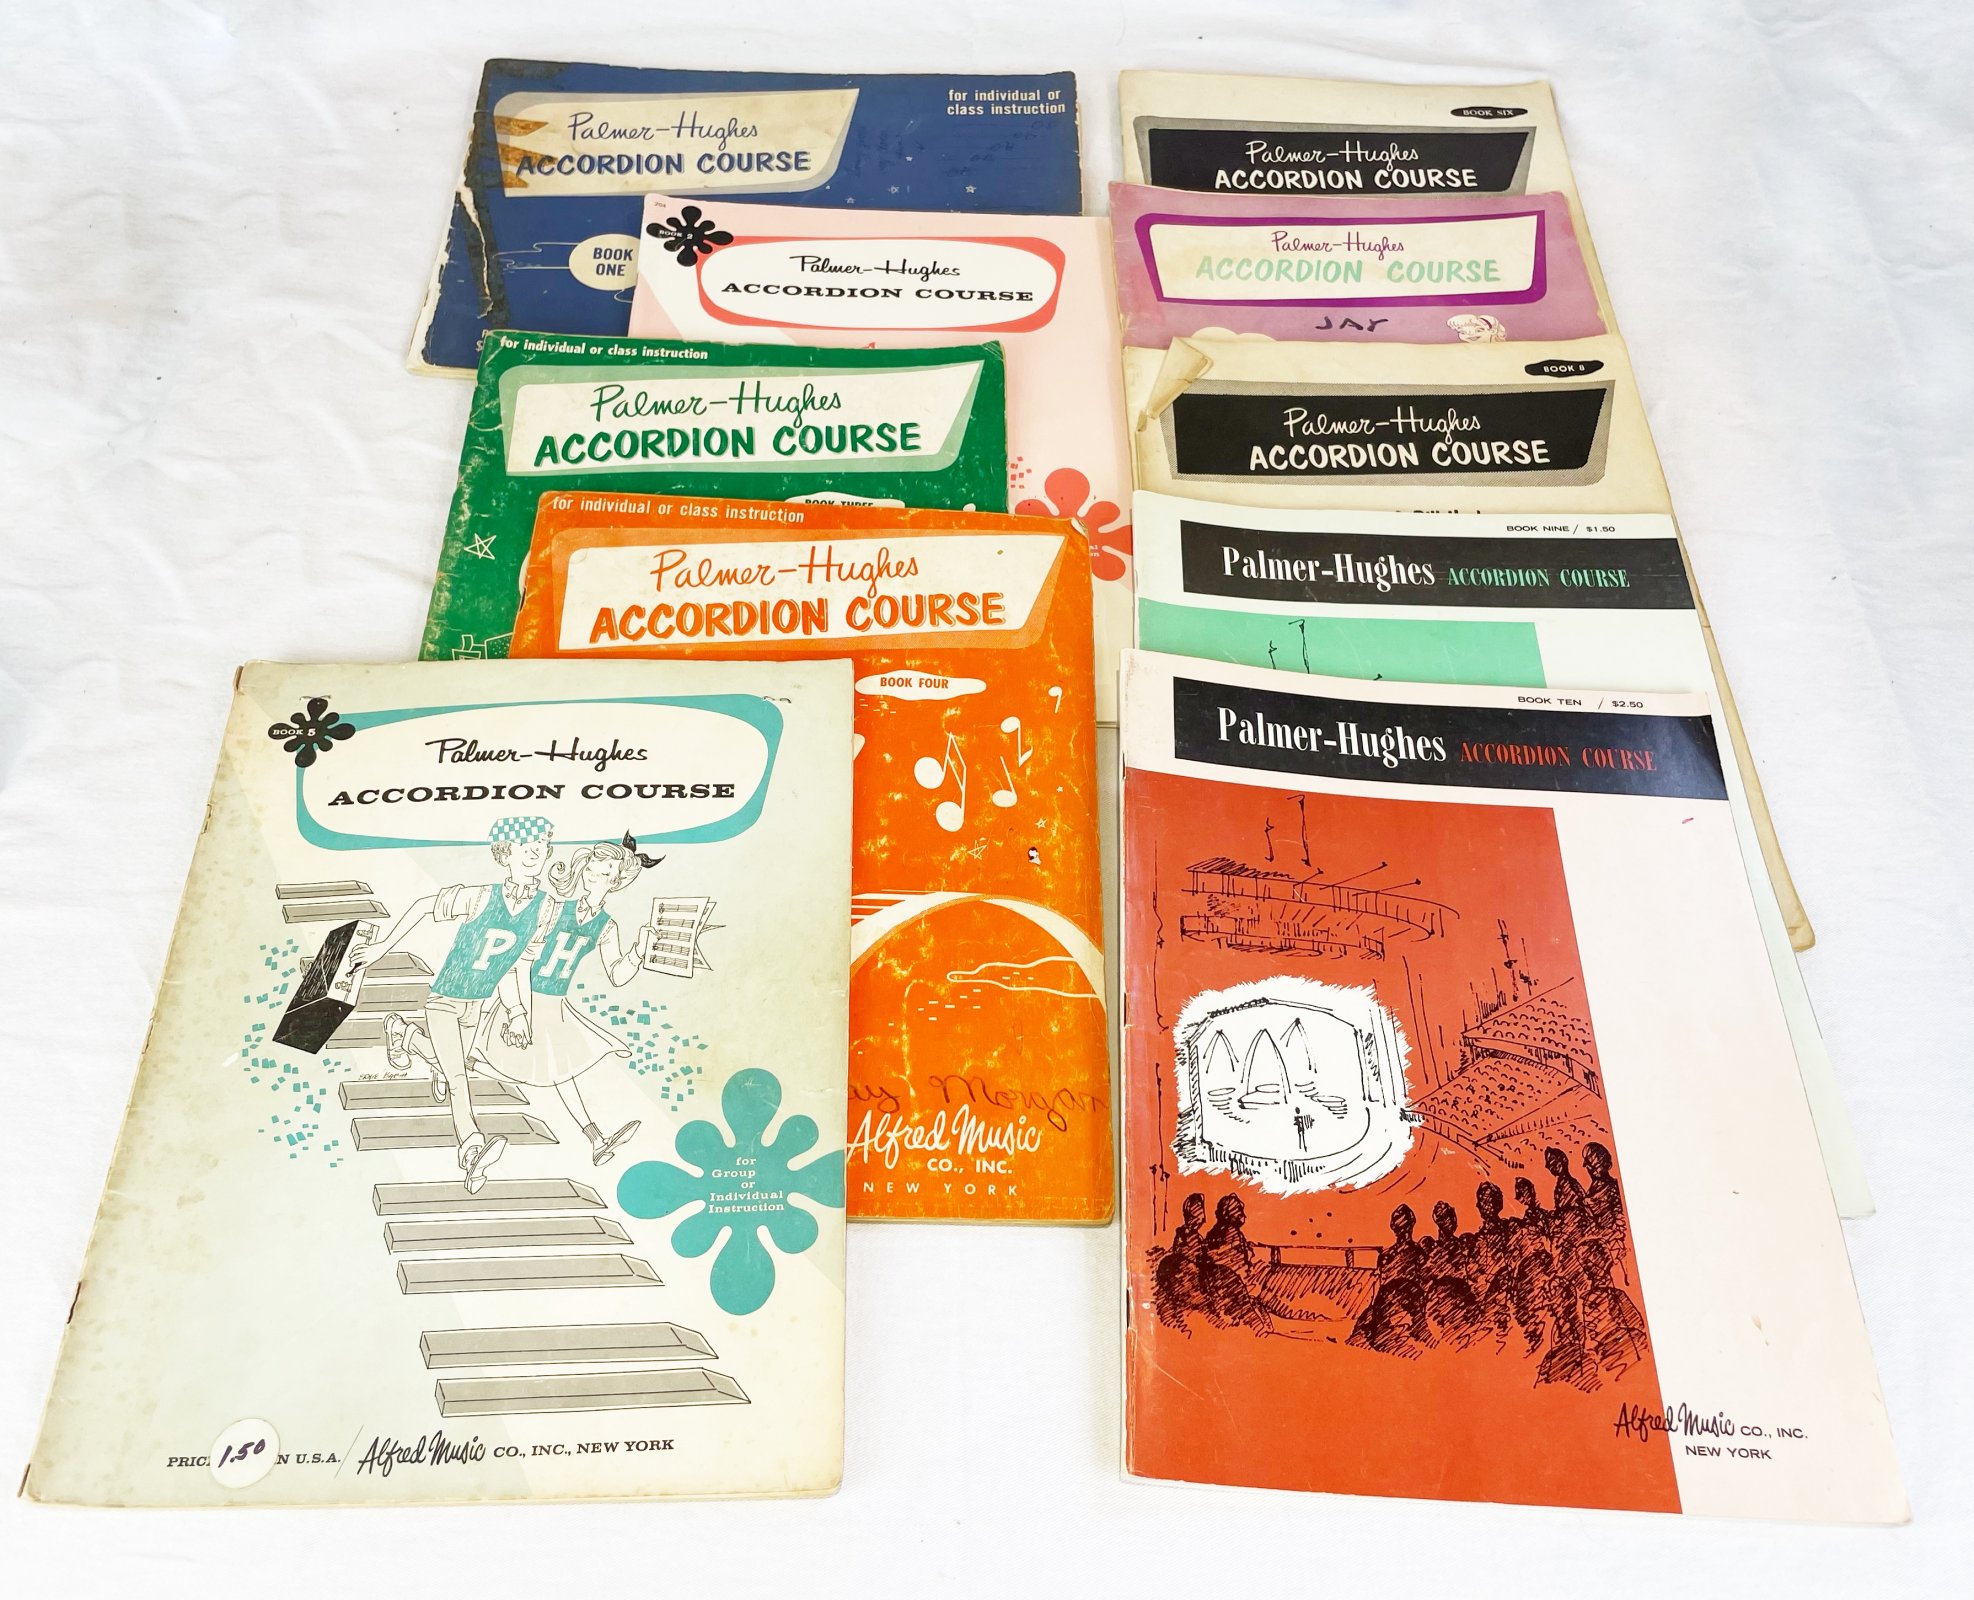 for individual or
class instruction
Palmer-Hughes
ACCORDION COURSE
BOOK
ONE
204
BOOK 2
Palmer-Hughes
ACCORDION COURSE
for individual or class instruction
Palmer-Hughes
ACCORDION COURSE
BOOK THREE
for individual or class instruction
Palmer-Hughes
ACCORDION COURSE
BOOK FOUR
Morgan
Alfred Music
CO., INC.
NEW YORK
BOOK 5
Palmer-Hughes
ACCORDION COURSE
P H
for
Group
or
Individual
Instruction
1.50
N U.S.A. / Alfred Music CO., INC., NEW YORK
BOOK SIX
Palmer-Hughes
ACCORDION COURSE
Palmer-Hughes
ACCORDION COURSE
JAY
BOOK 8
Palmer-Hughes
ACCORDION COURSE
BOOK NINE / $1.50
Palmer-Hughes ACCORDION COURSE
BOOK TEN / $2.50
Palmer-Hughes ACCORDION COURSE
Alfred Music CO., INC.
NEW YORK